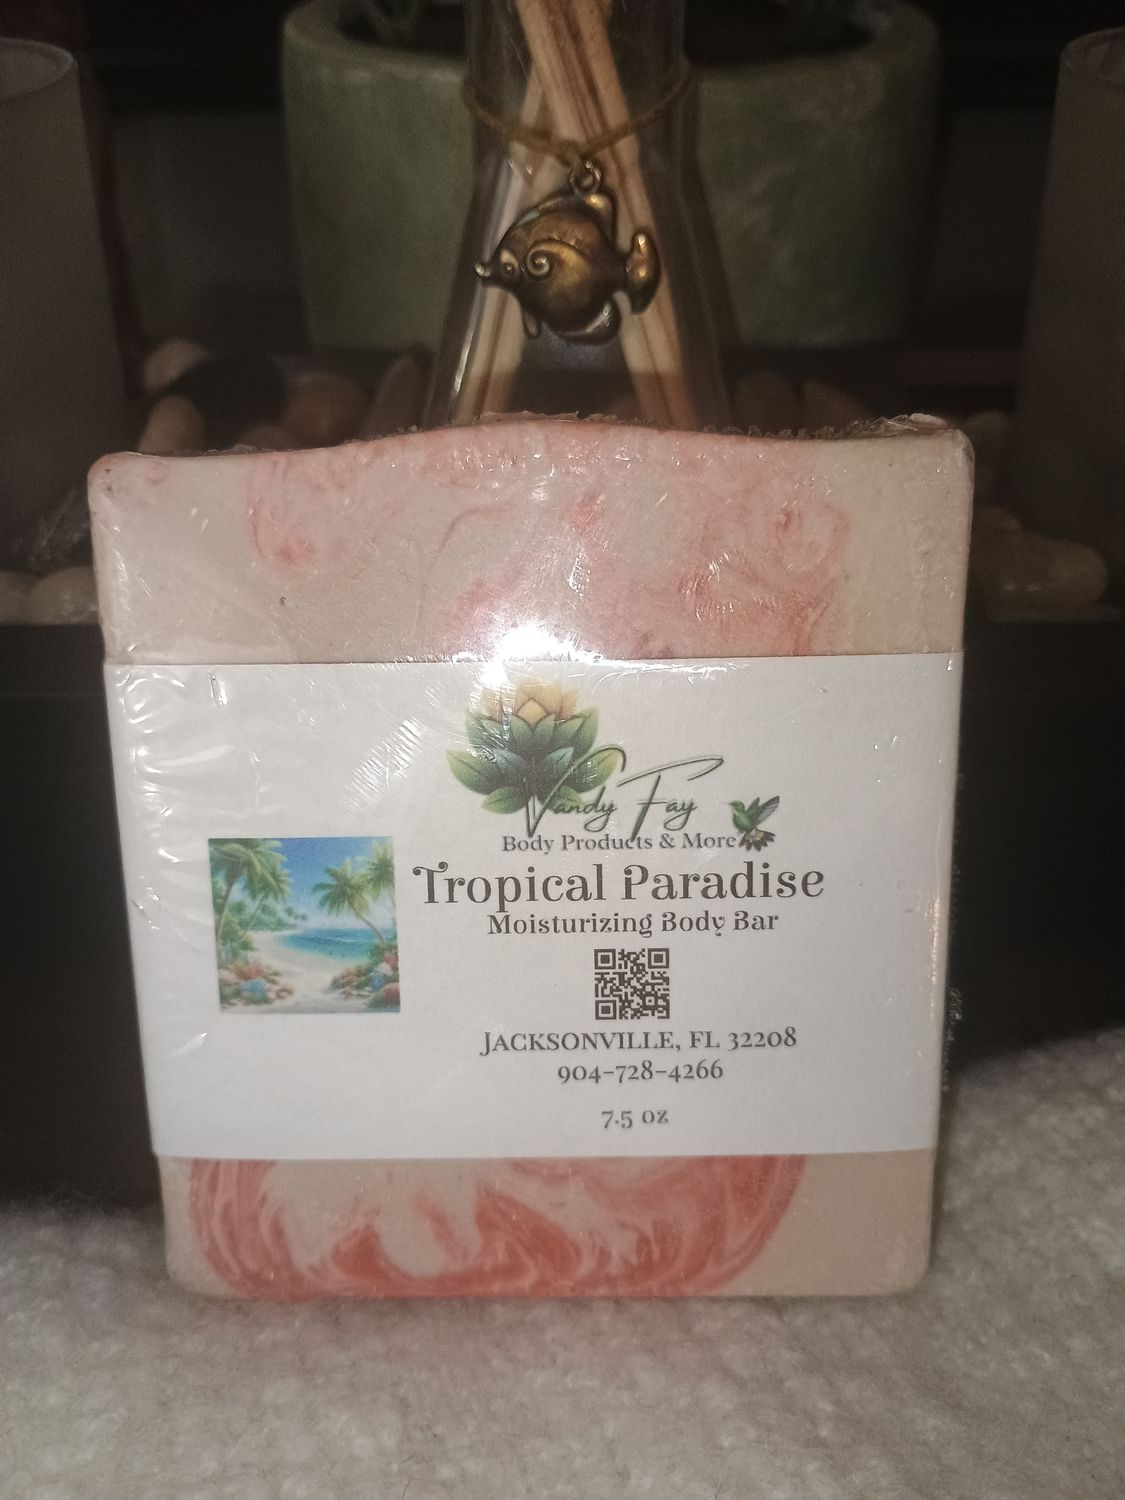 Vandy Fay
Body Products & More
Tropical Paradise
Moisturizing Body Bar
JACKSONVILLE, FL 32208
904-728-4266
7.5 oz